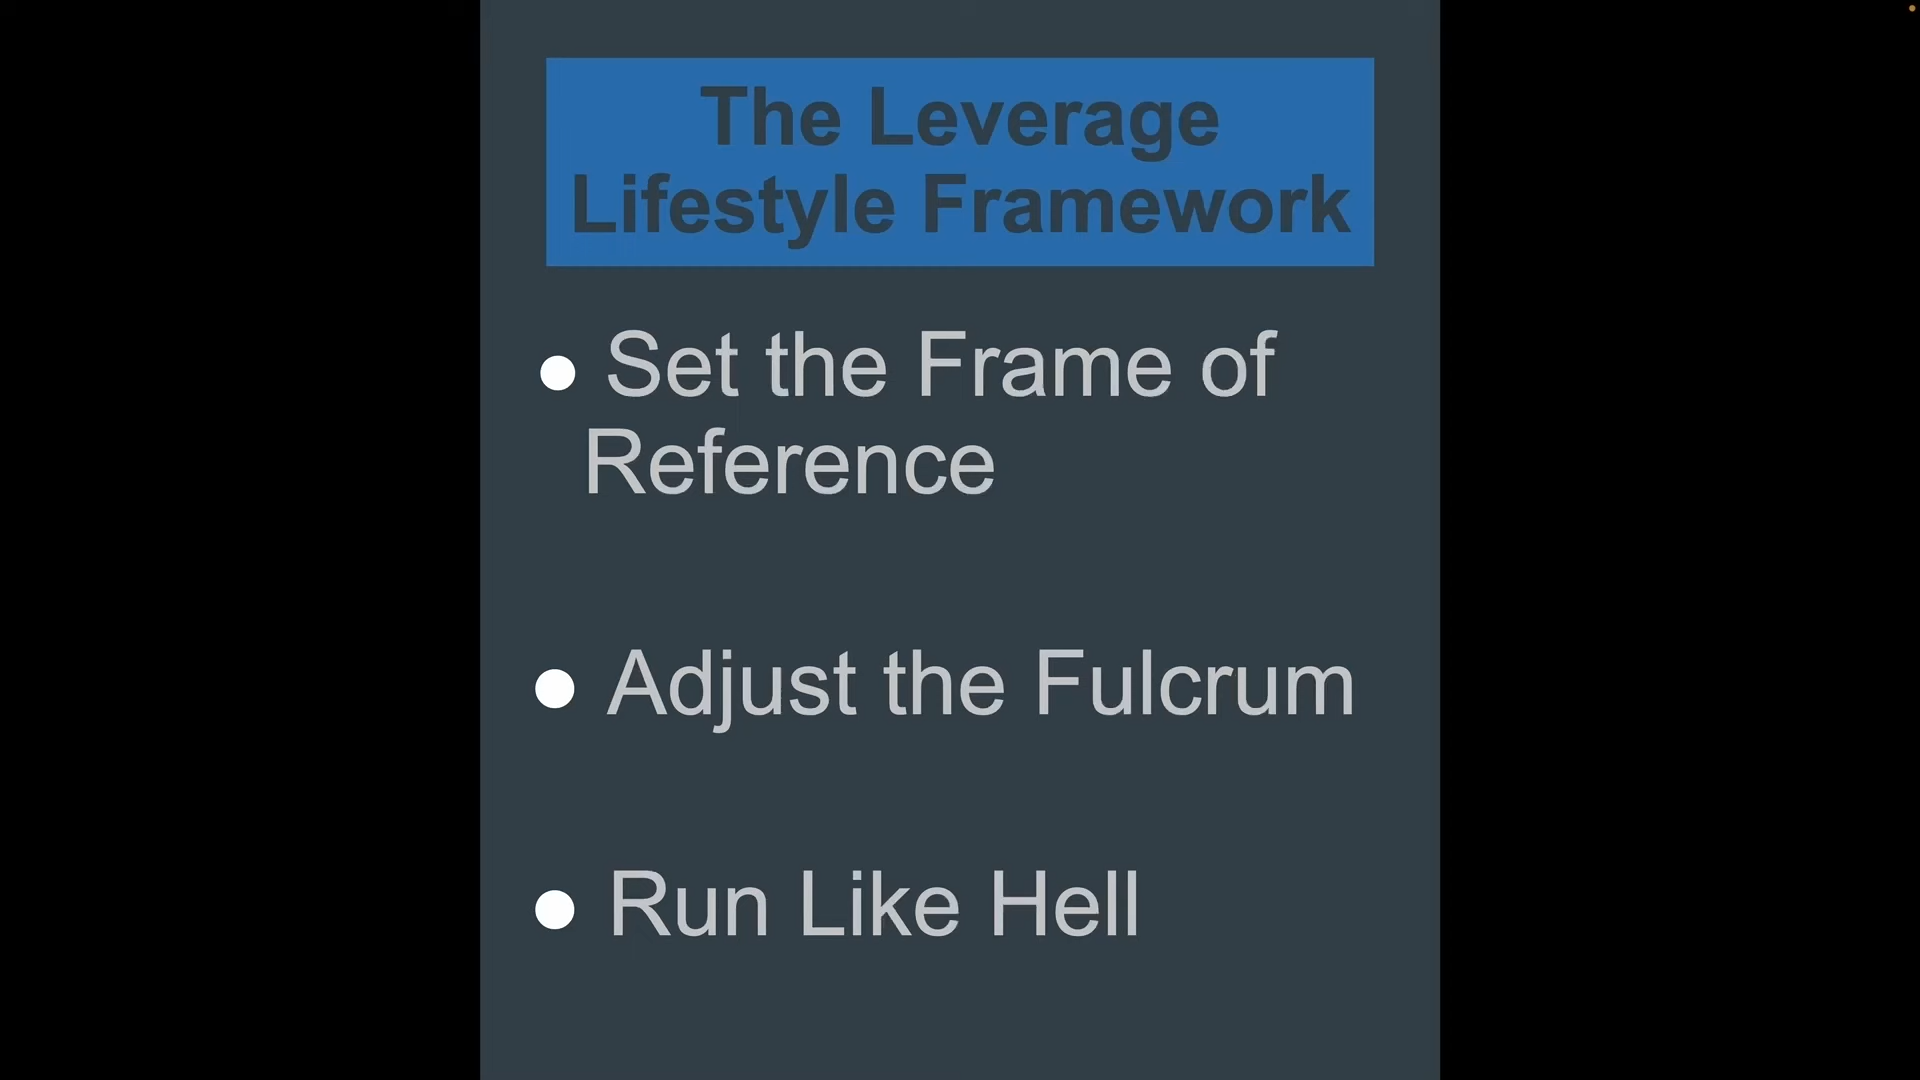 The Leverage
Lifestyle Framework
● Set the Frame of
Reference
● Adjust the Fulcrum
● Run Like Hell